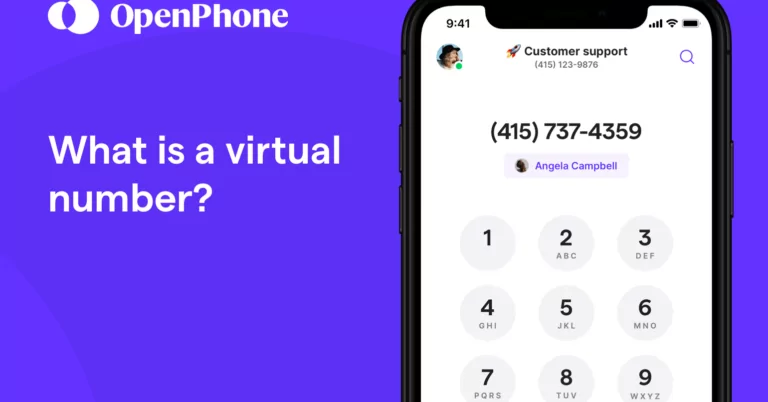 OpenPhone
What is a virtual
number?
9:41
🚀 Customer support
(415) 123-9876
(415) 737-4359
Angela Campbell
1 2 3
ABC DEF
4 5 6
GHI JKL MNO
7 8 9
PQRS TUV WXYZ